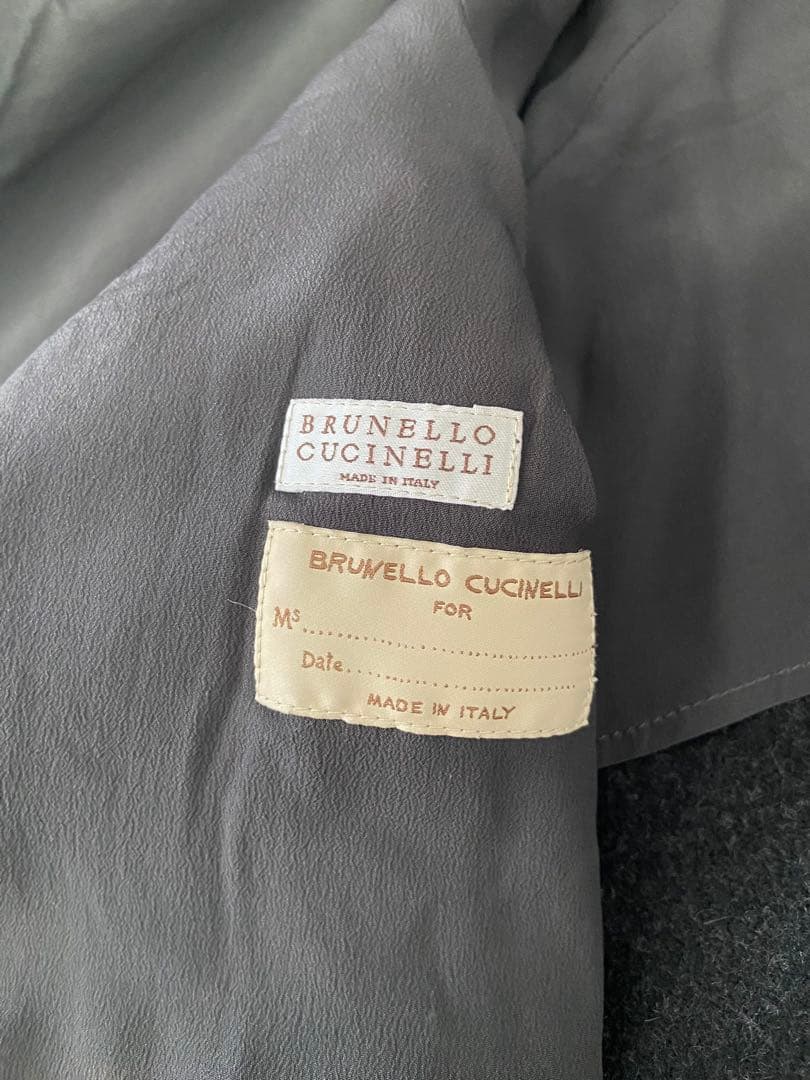 BRUNELLO
CUCINELLI
MADE IN ITALY
BRUNELLO CUCINELLI
FOR
Ms.......................................
Date..............................
MADE IN ITALY